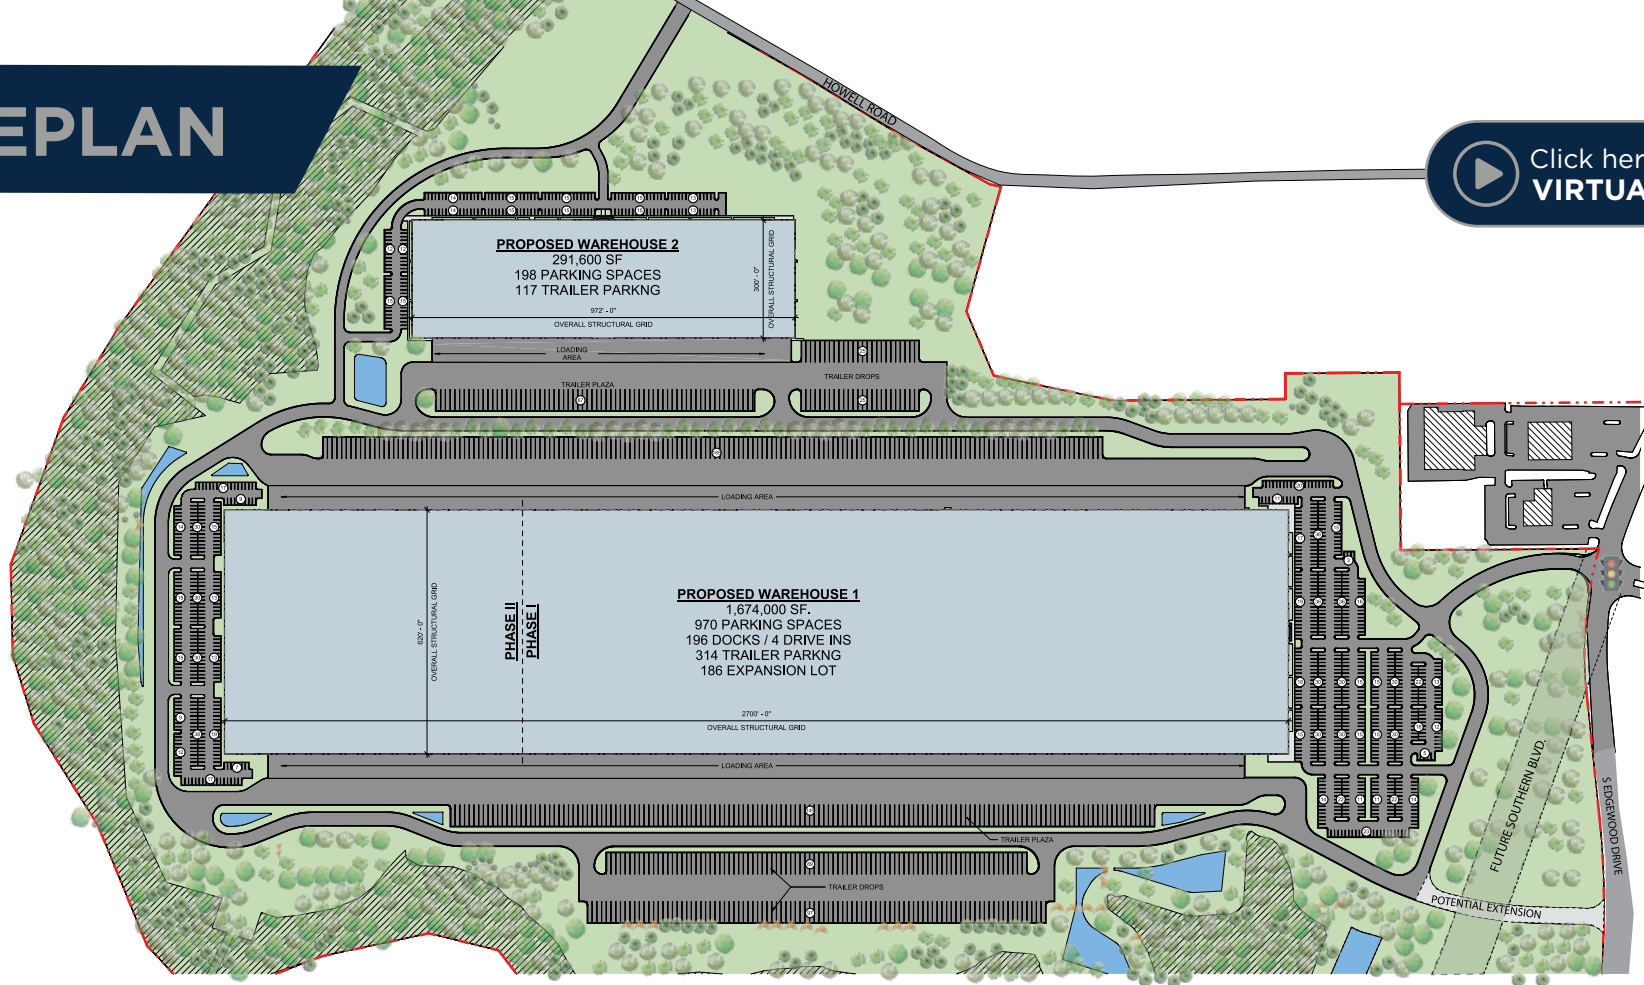 EPLAN
HOWELL ROAD
Click her
VIRTUA
PROPOSED WAREHOUSE 2
291,600 SF
198 PARKING SPACES
117 TRAILER PARKNG
972' - 0"
OVERALL STRUCTURAL GRID
300' - 0"
OVERALL STRUCTURAL GRID
LOADING
AREA
TRAILER PLAZA
TRAILER DROPS
LOADING AREA
PROPOSED WAREHOUSE 1
1,674,000 SF.
970 PARKING SPACES
196 DOCKS / 4 DRIVE INS
314 TRAILER PARKNG
186 EXPANSION LOT
PHASE II
PHASE I
620' - 0"
OVERALL STRUCTURAL GRID
2700' - 0"
OVERALL STRUCTURAL GRID
LOADING AREA
TRAILER PLAZA
TRAILER DROPS
FUTURE SOUTHERN BLVD.
S EDGEWOOD DRIVE
POTENTIAL EXTENSION